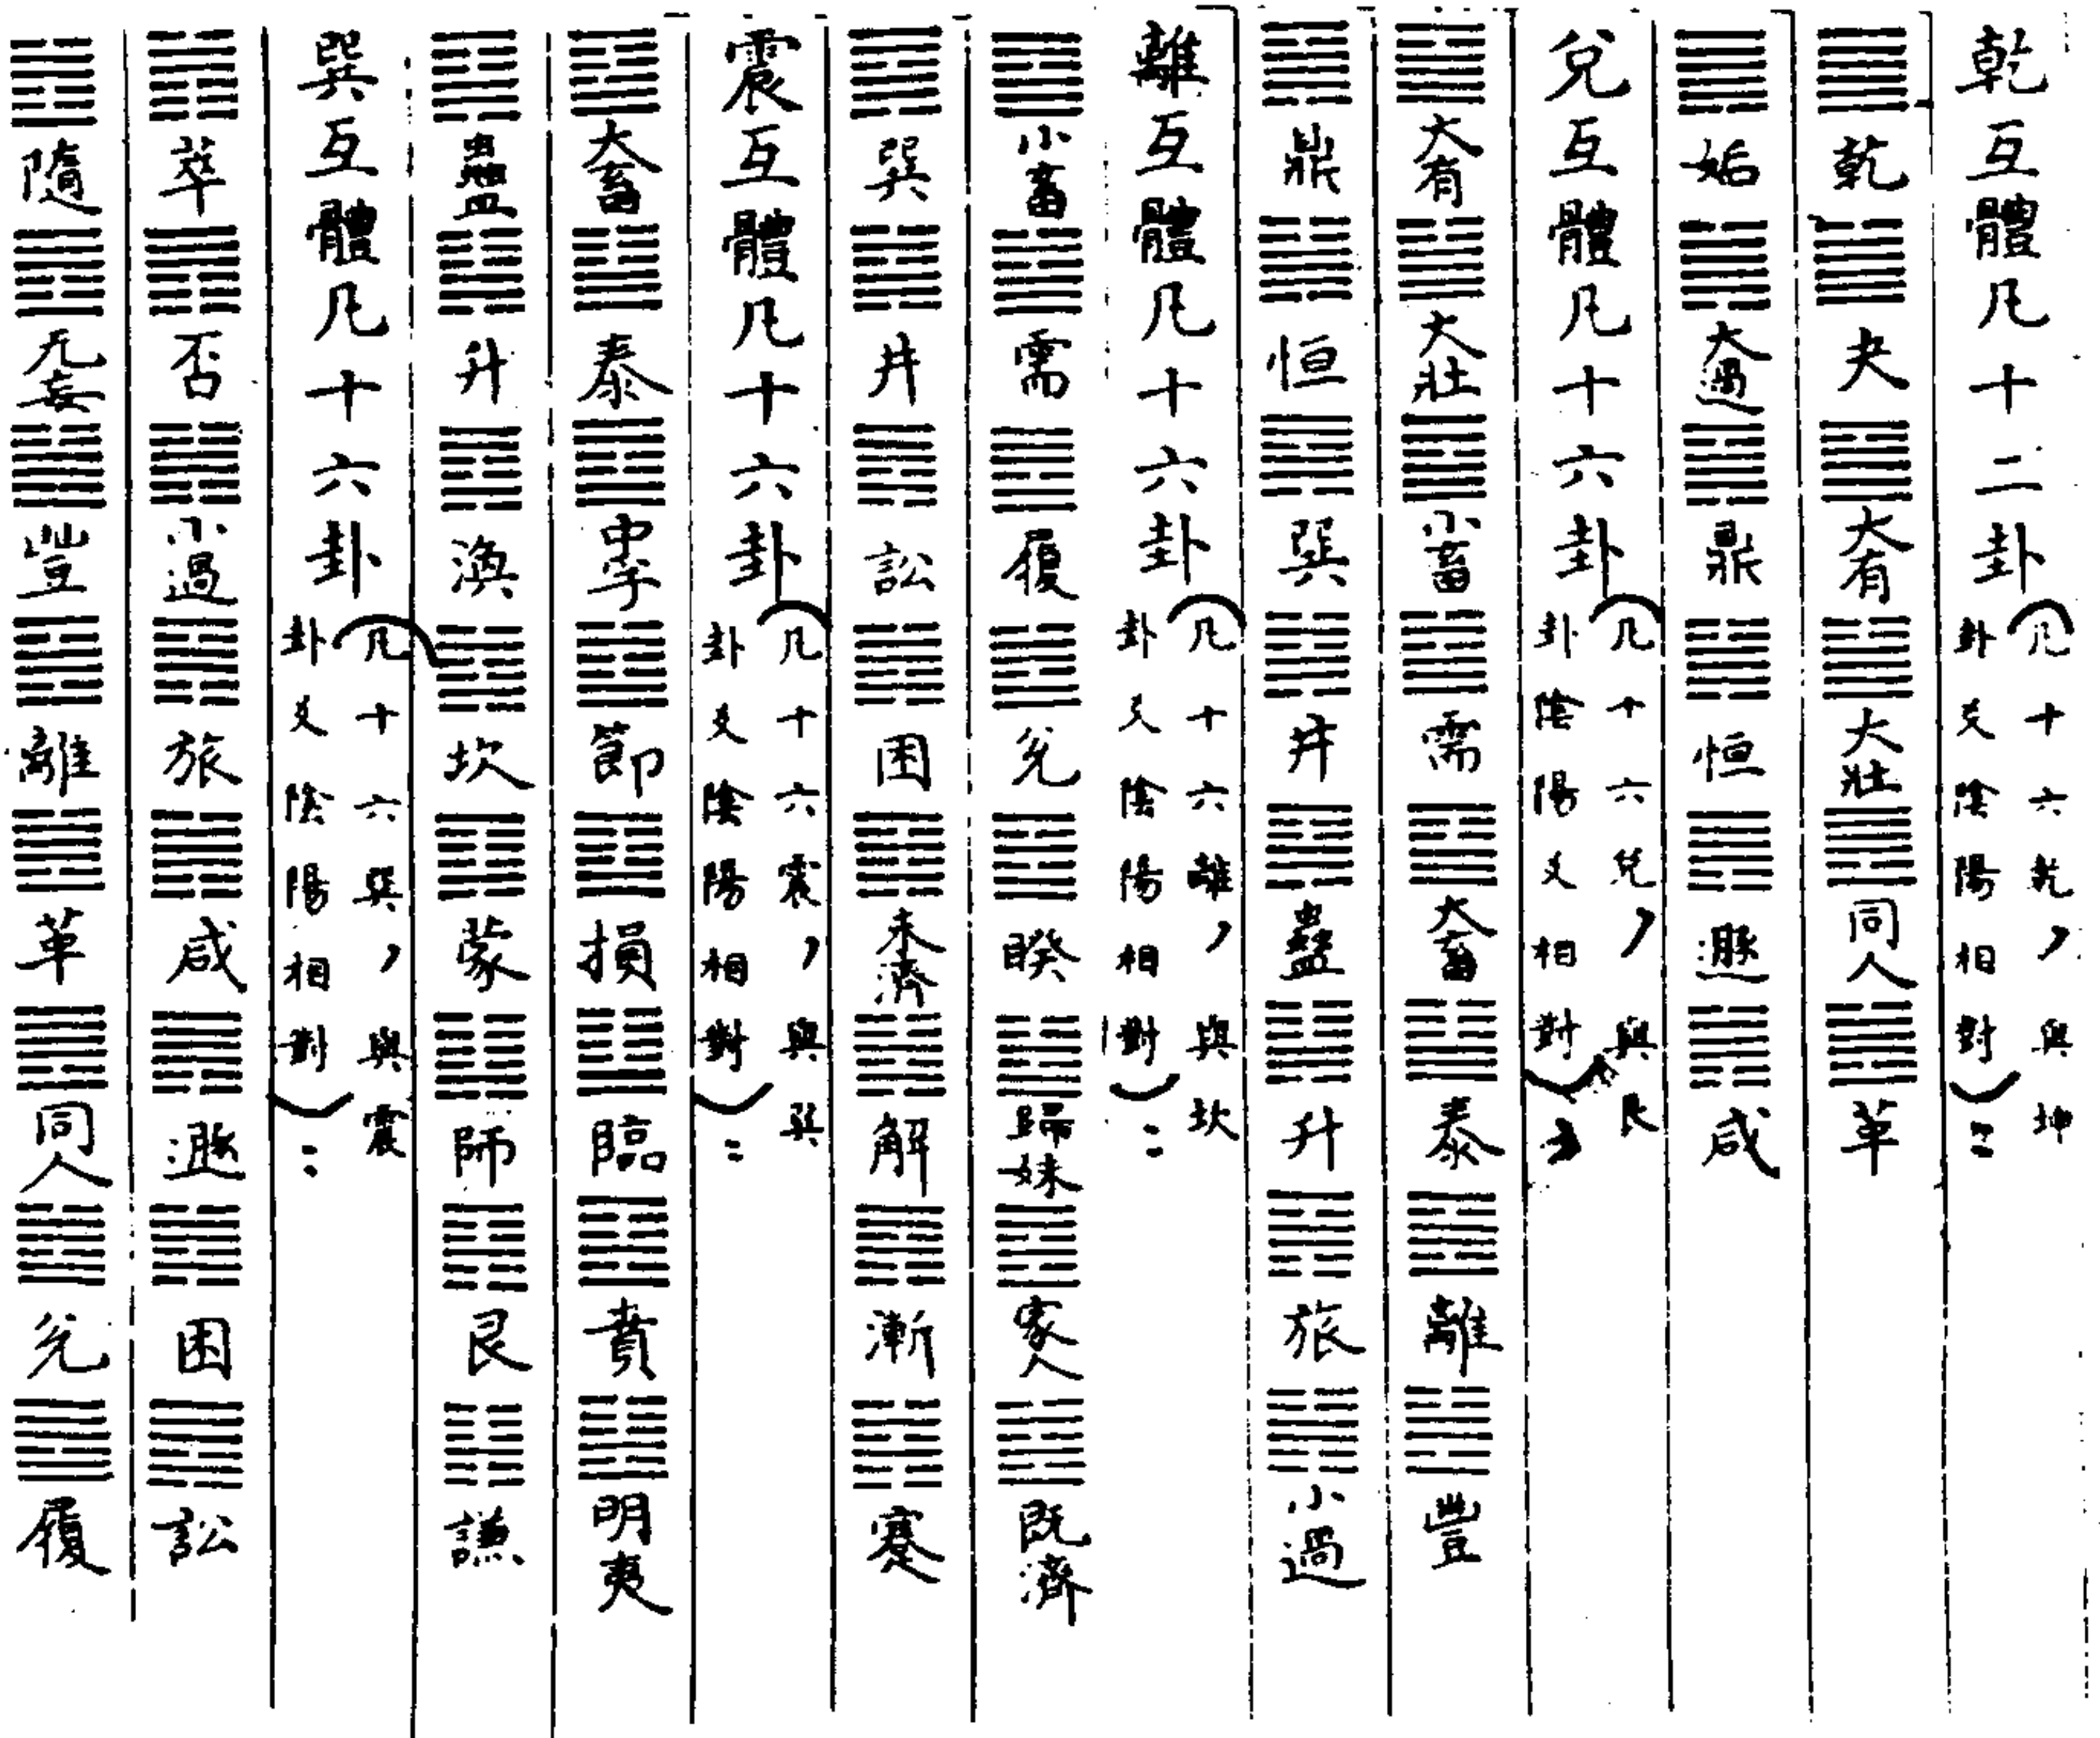 乾互體凡十二卦（凡十六乾，與坤卦爻陰陽相對）：
䷀乾䷪夬䷍大有䷡大壯䷌同人䷰革
䷫姤䷛大過䷱鼎䷟恒䷠遯䷞咸
兌互體凡十六卦（凡十六兌，與艮卦陰陽爻相對）：
䷍大有䷡大壯䷈小畜䷄需䷙大畜䷊泰䷝離䷶豐
䷱鼎䷟恒䷸巽䷯井䷑蠱䷭升䷷旅䷽小過
離互體凡十六卦（凡十六離，與坎卦爻陰陽相對）：
䷈小畜䷄需䷉履䷹兌䷥睽䷵歸妹䷤家人䷾既濟
䷸巽䷯井䷅訟䷮困䷿未濟䷧解䷴漸䷦蹇
震互體凡十六卦（凡十六震，與巽卦爻陰陽相對）：
䷙大畜䷊泰䷼中孚䷻節䷨損䷒臨䷕賁䷣明夷
䷑蠱䷭升䷺渙䷜坎䷃蒙䷆師䷳艮䷎謙
巽互體凡十六卦（凡十六巽，與震卦爻陰陽相對）：
䷬萃䷋否䷽小過䷷旅䷞咸䷠遯䷮困䷅訟
䷐隨䷘无妄䷶豐䷝離䷰革䷌同人䷹兌䷉履